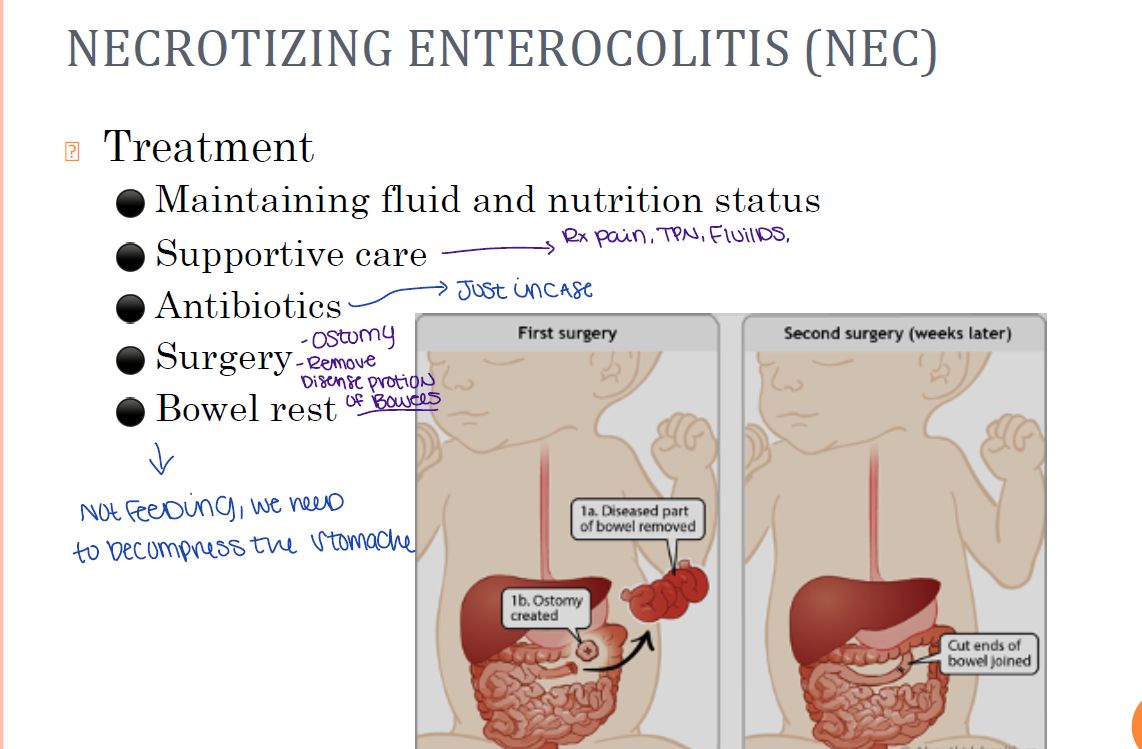 NECROTIZING ENTEROCOLITIS (NEC)
Treatment
Maintaining fluid and nutrition status
Supportive care
Rx pain, TPN, FluilDS,
Antibiotics
Just incase
Surgery
-Ostomy
-Remove
Disense protion
of Bowels
Bowel rest
Not feeding, we need
to decompress the stomache
First surgery
1a. Diseased part
of bowel removed
1b. Ostomy
created
Second surgery (weeks later)
Cut ends of
bowel joined